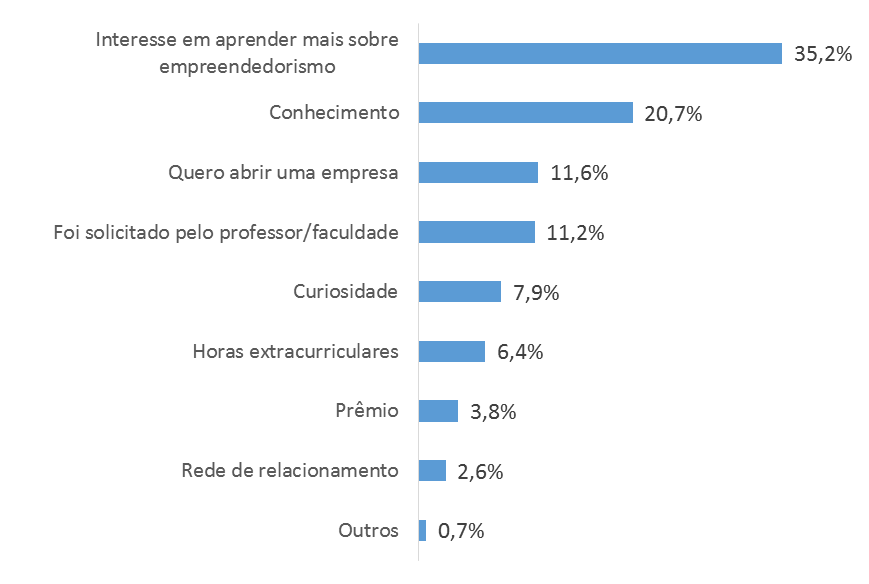 Interesse em aprender mais sobre
empreendedorismo
35,2%
Conhecimento
20,7%
Quero abrir uma empresa
11,6%
Foi solicitado pelo professor/faculdade
11,2%
Curiosidade
7,9%
Horas extracurriculares
6,4%
Prêmio
3,8%
Rede de relacionamento
2,6%
Outros
0,7%